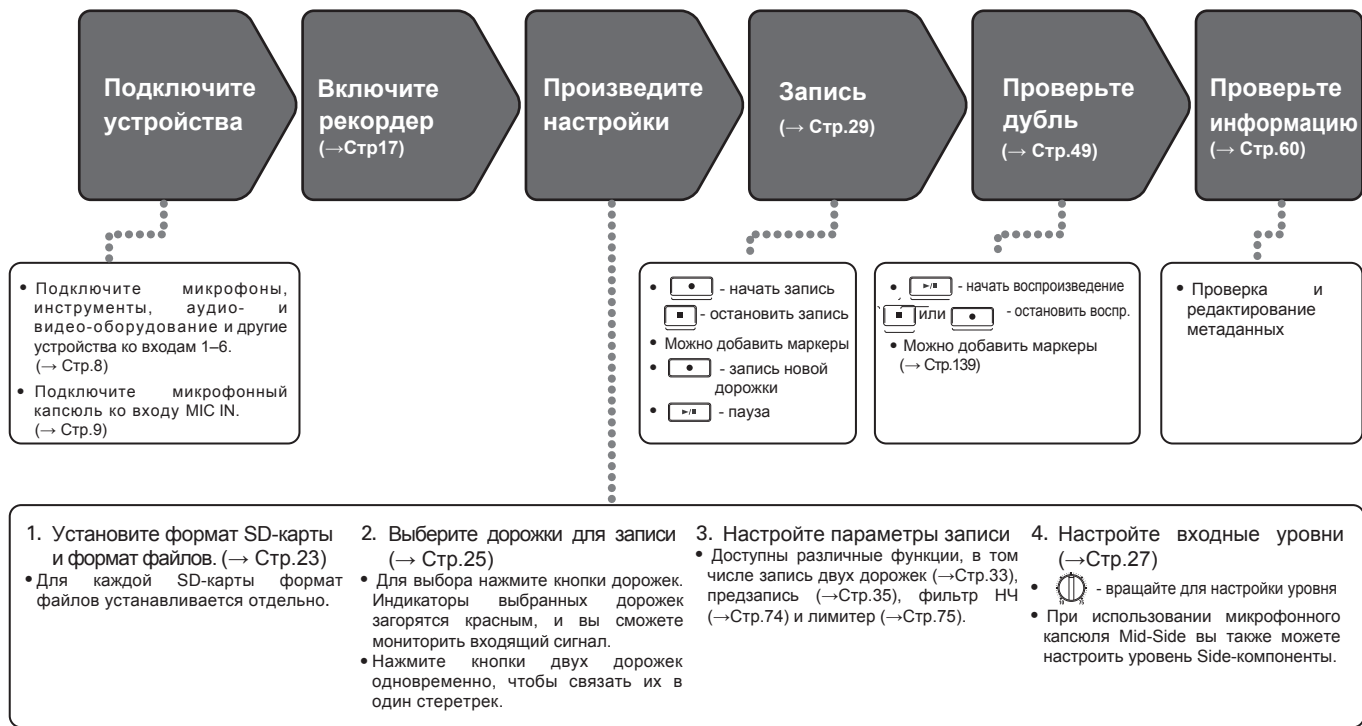 Подключите
устройства
Включите
рекордер
(→Стр17)
Произведите
настройки
Запись
(→ Стр.29)
Проверьте
дубль
(→ Стр.49)
Проверьте
информацию
(→ Стр.60)
• Подключите микрофоны,
инструменты, аудио- и
видео-оборудование и другие
устройства ко входам 1–6.
(→ Стр.8)
• Подключите микрофонный
капсюль ко входу MIC IN.
(→ Стр.9)
• - начать запись
- остановить запись
• Можно добавить маркеры
• - запись новой
дорожки
• - пауза
• - начать воспроизведение
или - остановить воспр.
• Можно добавить маркеры
(→ Стр.139)
• Проверка и
редактирование
метаданных
1. Установите формат SD-карты
и формат файлов. (→ Стр.23)
• Для каждой SD-карты формат
файлов устанавливается отдельно.
2. Выберите дорожки для записи
(→ Стр.25)
• Для выбора нажмите кнопки дорожек.
Индикаторы выбранных дорожек
загорятся красным, и вы сможете
мониторить входящий сигнал.
• Нажмите кнопки двух дорожек
одновременно, чтобы связать их в
один стеретрек.
3. Настройте параметры записи
• Доступны различные функции, в том
числе запись двух дорожек (→Стр.33),
предзапись (→Стр.35), фильтр НЧ
(→Стр.74) и лимитер (→Стр.75).
4. Настройте входные уровни
(→Стр.27)
• - вращайте для настройки уровня
• При использовании микрофонного
капсюля Mid-Side вы также можете
настроить уровень Side-компоненты.